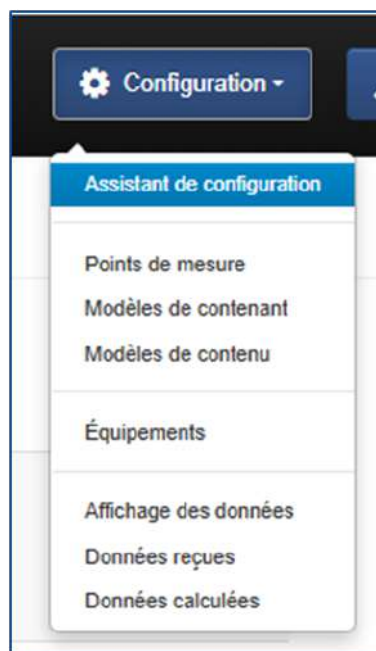 Configuration
Assistant de configuration
Points de mesure
Modèles de contenant
Modèles de contenu
Équipements
Affichage des données
Données reçues
Données calculées